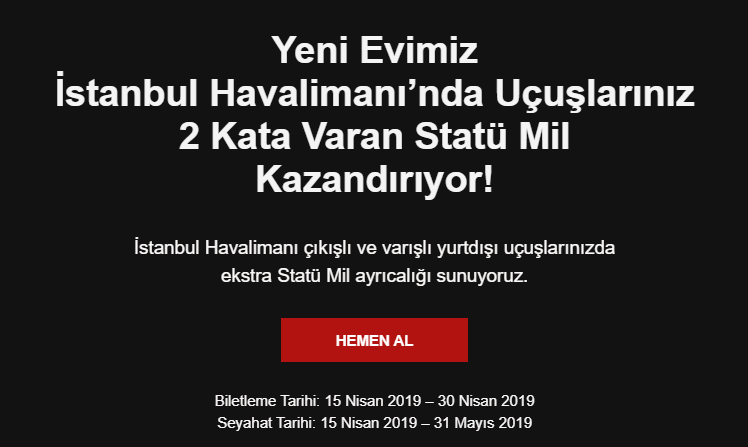 Yeni Evimiz
İstanbul Havalimanı’nda Uçuşlarınız
2 Kata Varan Statü Mil
Kazandırıyor!
İstanbul Havalimanı çıkışlı ve varışlı yurtdışı uçuşlarınızda
ekstra Statü Mil ayrıcalığı sunuyoruz.
HEMEN AL
Biletleme Tarihi: 15 Nisan 2019 – 30 Nisan 2019
Seyahat Tarihi: 15 Nisan 2019 – 31 Mayıs 2019